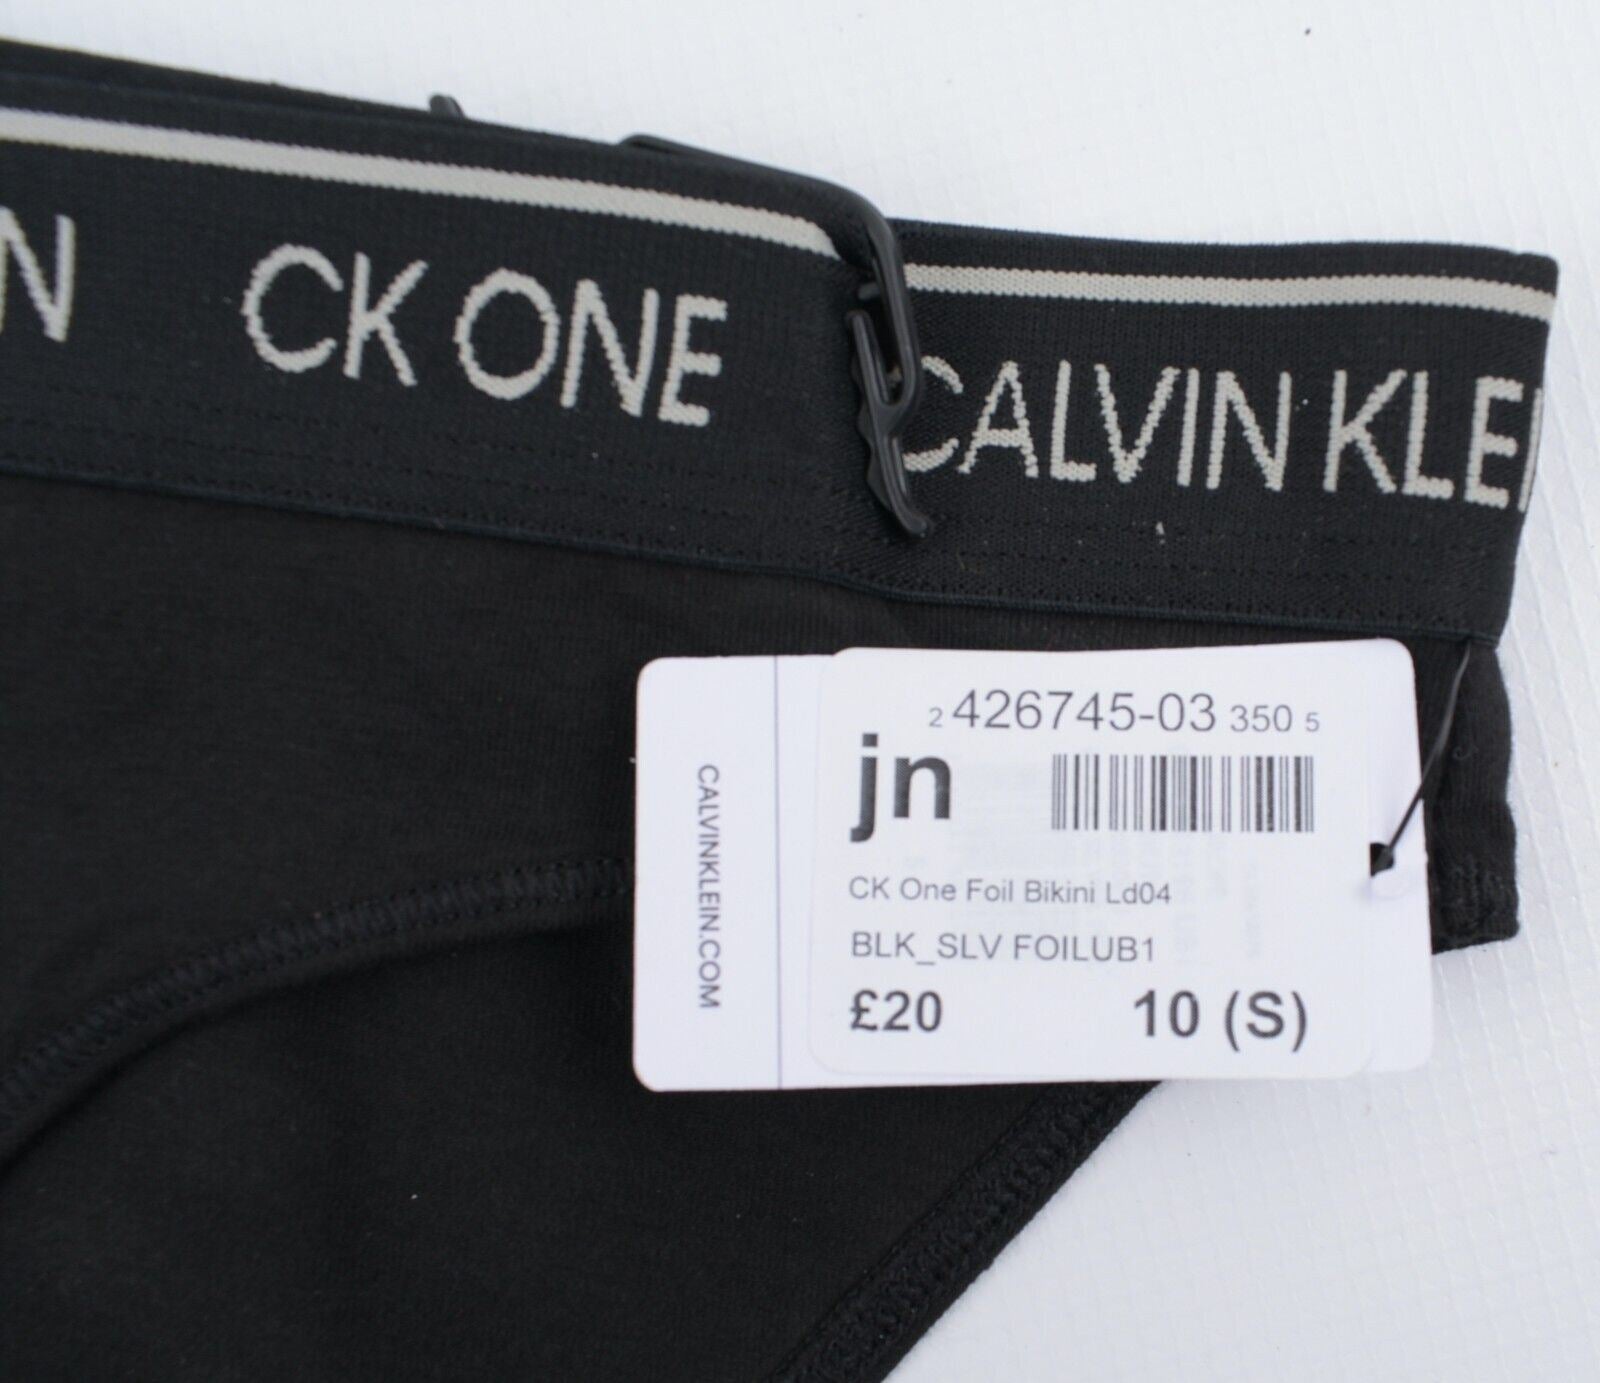 N CK ONE CALVIN KLEI
2 426745-03 350 5
jn
CALVINKLEIN.COM
CK One Foil Bikini Ld04
BLK_SLV FOILUB1
£20 10 (S)